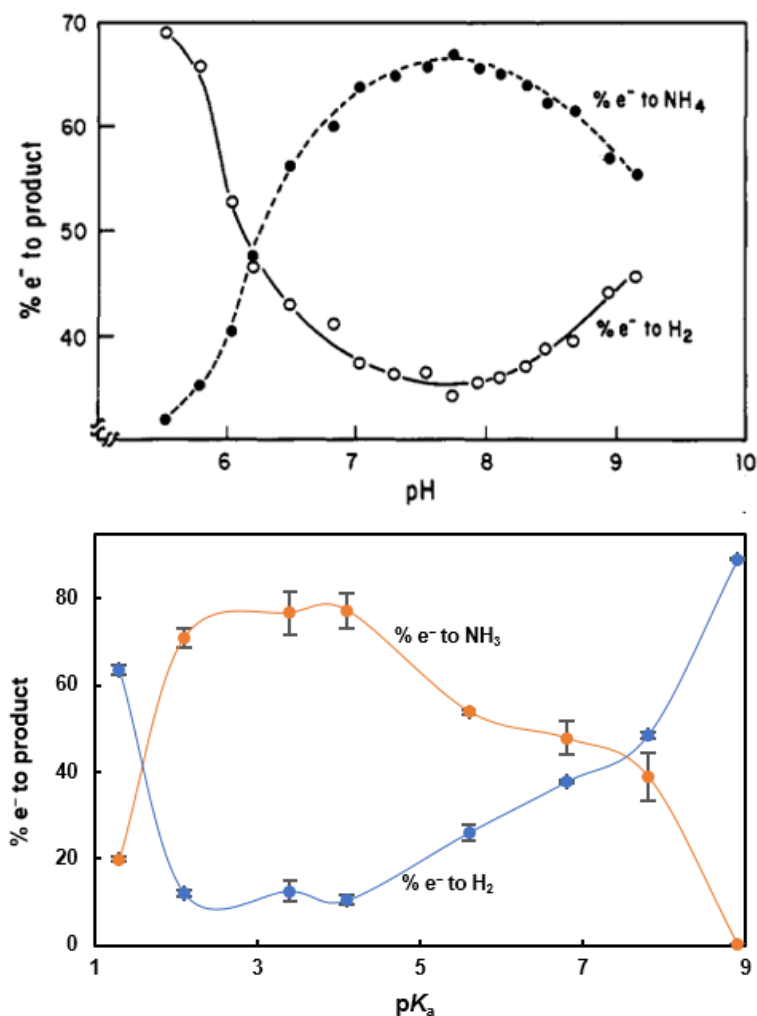 70
60
50
40
% e⁻ to product
% e⁻ to NH₄
% e⁻ to H₂
6 7 8 9 10
pH
80
60
40
20
0
% e⁻ to product
% e⁻ to NH₃
% e⁻ to H₂
1 3 5 7 9
pKₐ